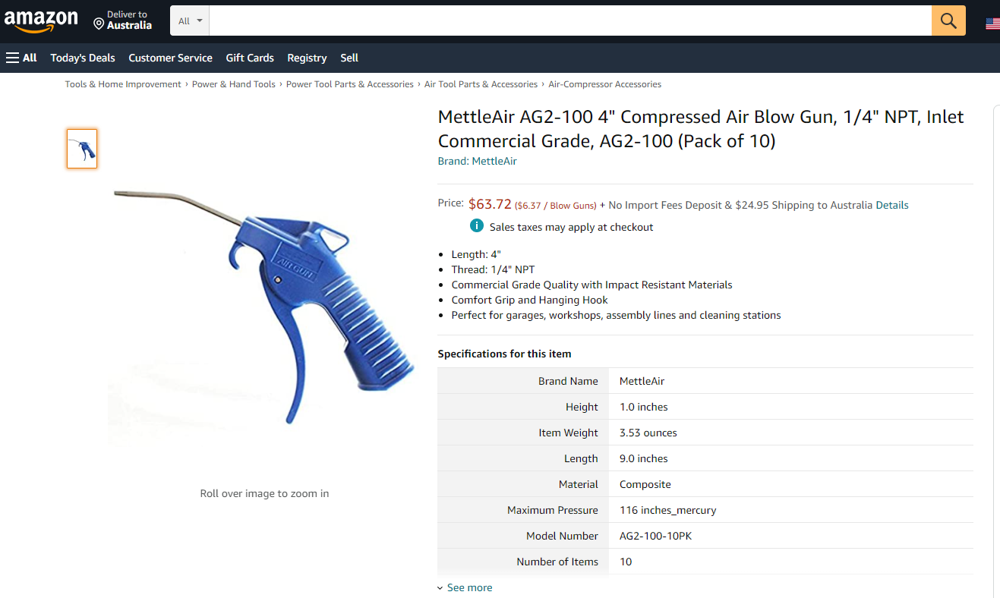 amazon
Deliver to
Australia
All
All
Today's Deals
Customer Service
Gift Cards
Registry
Sell
Tools & Home Improvement › Power & Hand Tools › Power Tool Parts & Accessories › Air Tool Parts & Accessories › Air-Compressor Accessories
MettleAir AG2-100 4" Compressed Air Blow Gun, 1/4" NPT, Inlet
Commercial Grade, AG2-100 (Pack of 10)
Brand: MettleAir
Price: $63.72 ($6.37 / Blow Guns) + No Import Fees Deposit & $24.95 Shipping to Australia Details
i Sales taxes may apply at checkout
• Length: 4"
• Thread: 1/4" NPT
• Commercial Grade Quality with Impact Resistant Materials
• Comfort Grip and Hanging Hook
• Perfect for garages, workshops, assembly lines and cleaning stations
AIR GUN
Roll over image to zoom in
Specifications for this item
Brand Name MettleAir
Height 1.0 inches
Item Weight 3.53 ounces
Length 9.0 inches
Material Composite
Maximum Pressure 116 inches_mercury
Model Number AG2-100-10PK
Number of Items 10
See more